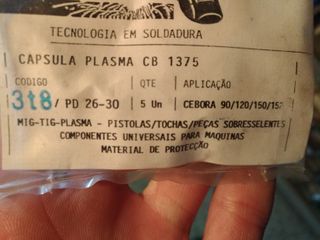 TECNOLOGIA EM SOLDADURA
CAPSULA PLASMA CB 1375
CODIGO QTE APLICAÇÃO
3t8/ PD 26-30 5 Un CEBORA 90/120/150/152
MIG-TIG-PLASMA - PISTOLAS/TOCHAS/PEÇAS SOBRESSELENTES
COMPONENTES UNIVERSAIS PARA MAQUINAS
MATERIAL DE PROTECÇÃO